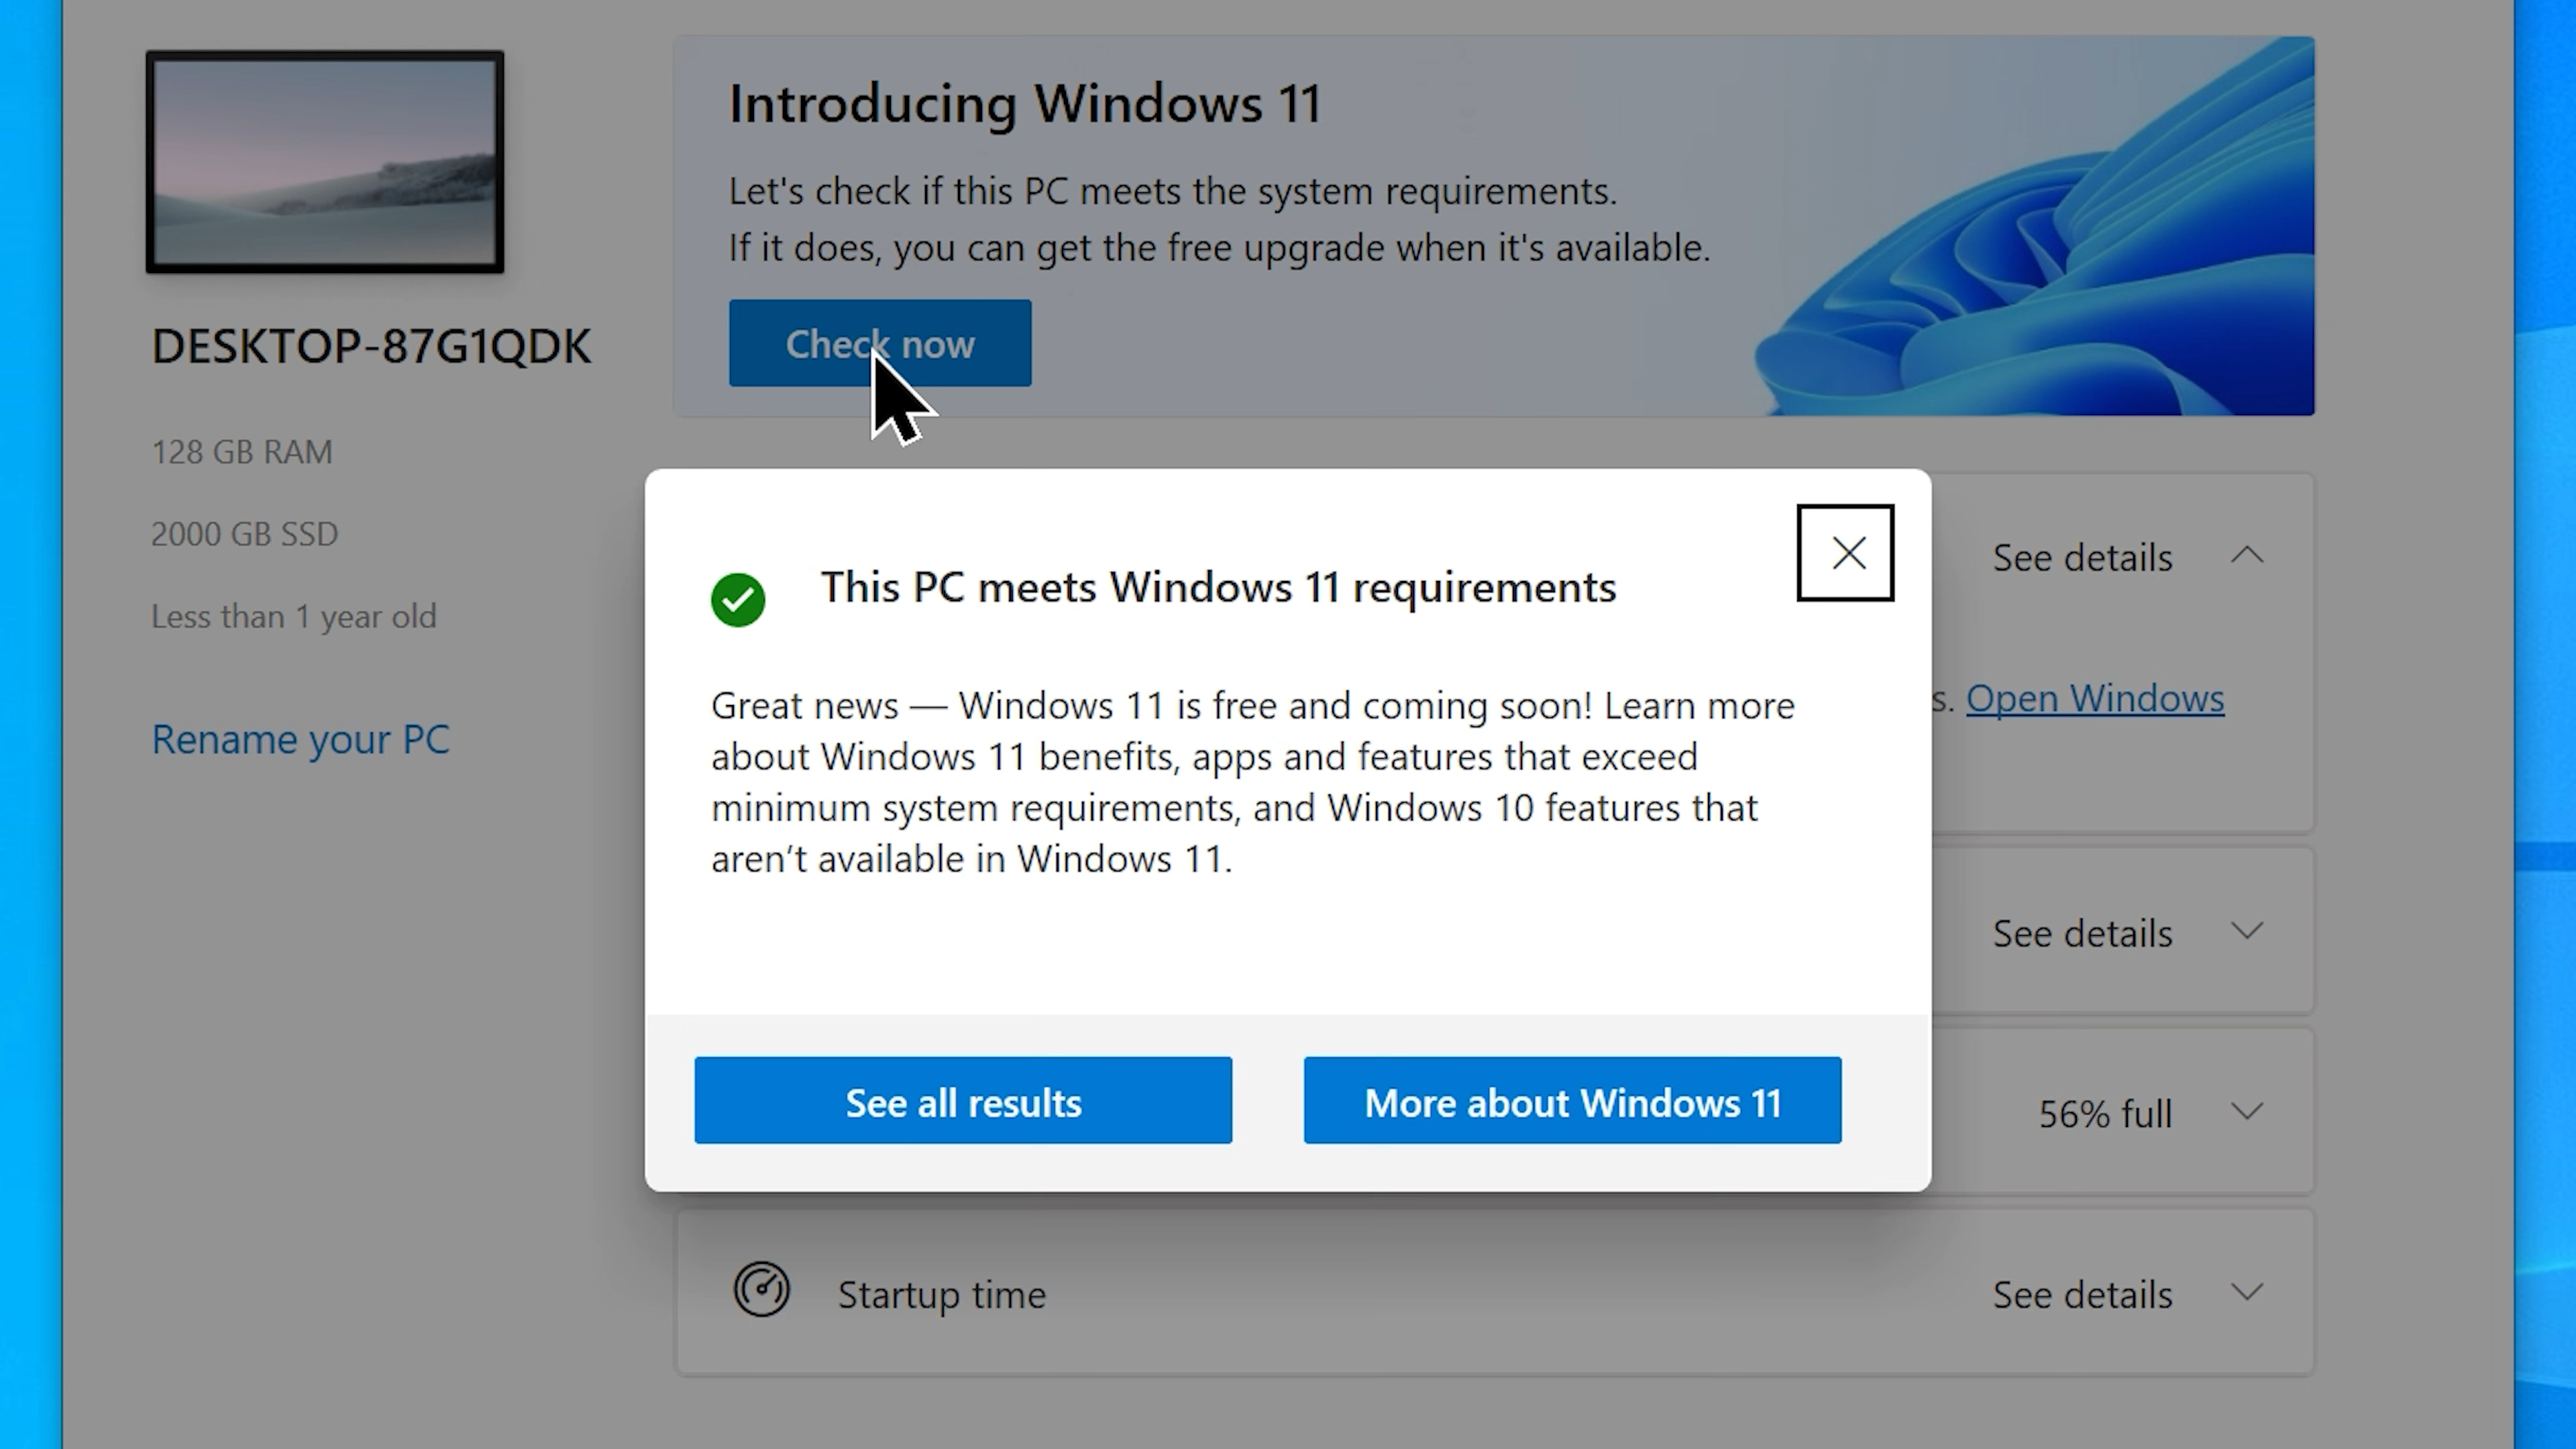 Introducing Windows 11
Let's check if this PC meets the system requirements.
If it does, you can get the free upgrade when it's available.
Check now
DESKTOP-87G1QDK
128 GB RAM
2000 GB SSD
Less than 1 year old
Rename your PC
This PC meets Windows 11 requirements
Great news — Windows 11 is free and coming soon! Learn more
about Windows 11 benefits, apps and features that exceed
minimum system requirements, and Windows 10 features that
aren’t available in Windows 11.
See all results
More about Windows 11
See details
s. Open Windows
See details
56% full
Startup time
See details